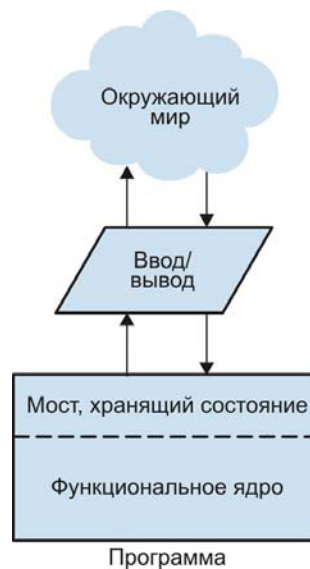 Окружающий
мир
Ввод/
вывод
Мост, хранящий состояние
Функциональное ядро
Программа